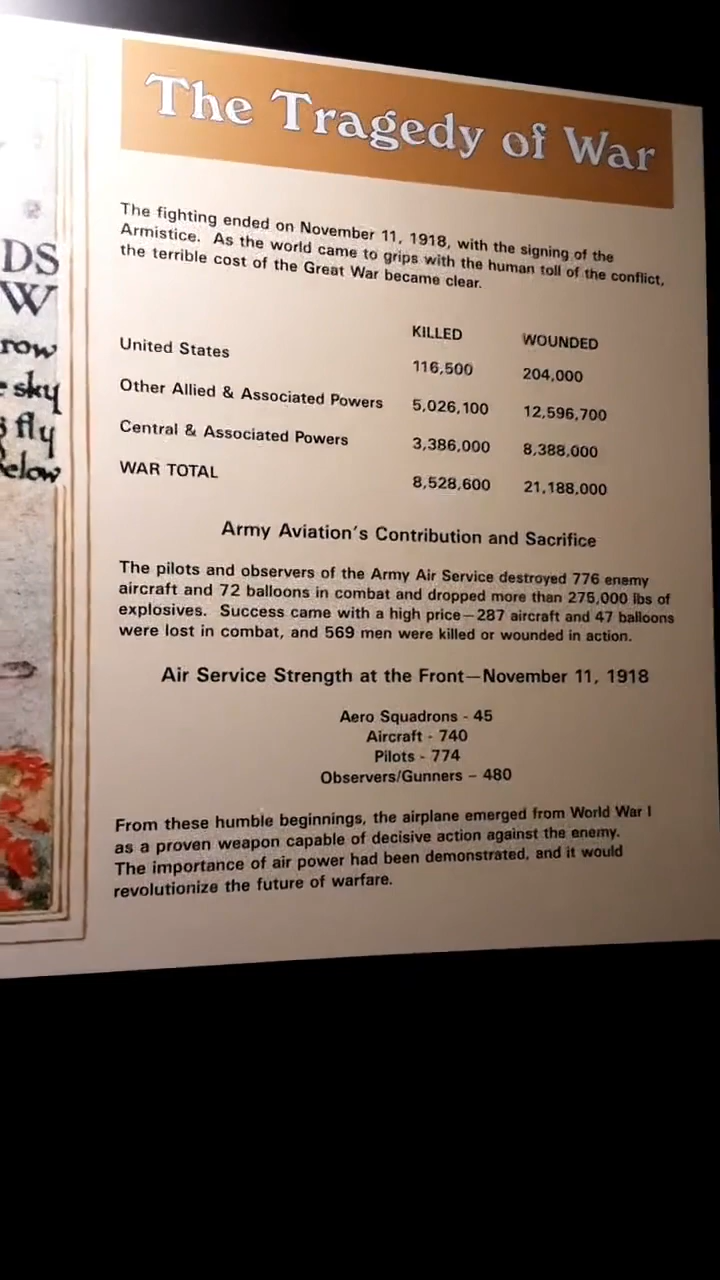 DS
W
row
sky
fly
elow
The Tragedy of War
The fighting ended on November 11, 1918, with the signing of the
Armistice. As the world came to grips with the human toll of the conflict,
the terrible cost of the Great War became clear.
KILLED WOUNDED
United States 116,500 204,000
Other Allied & Associated Powers 5,026,100 12,596,700
Central & Associated Powers 3,386,000 8,388,000
WAR TOTAL 8,528,600 21,188,000
Army Aviation's Contribution and Sacrifice
The pilots and observers of the Army Air Service destroyed 776 enemy
aircraft and 72 balloons in combat and dropped more than 275,000 lbs of
explosives. Success came with a high price—287 aircraft and 47 balloons
were lost in combat, and 569 men were killed or wounded in action.
Air Service Strength at the Front—November 11, 1918
Aero Squadrons - 45
Aircraft - 740
Pilots - 774
Observers/Gunners – 480
From these humble beginnings, the airplane emerged from World War I
as a proven weapon capable of decisive action against the enemy.
The importance of air power had been demonstrated, and it would
revolutionize the future of warfare.